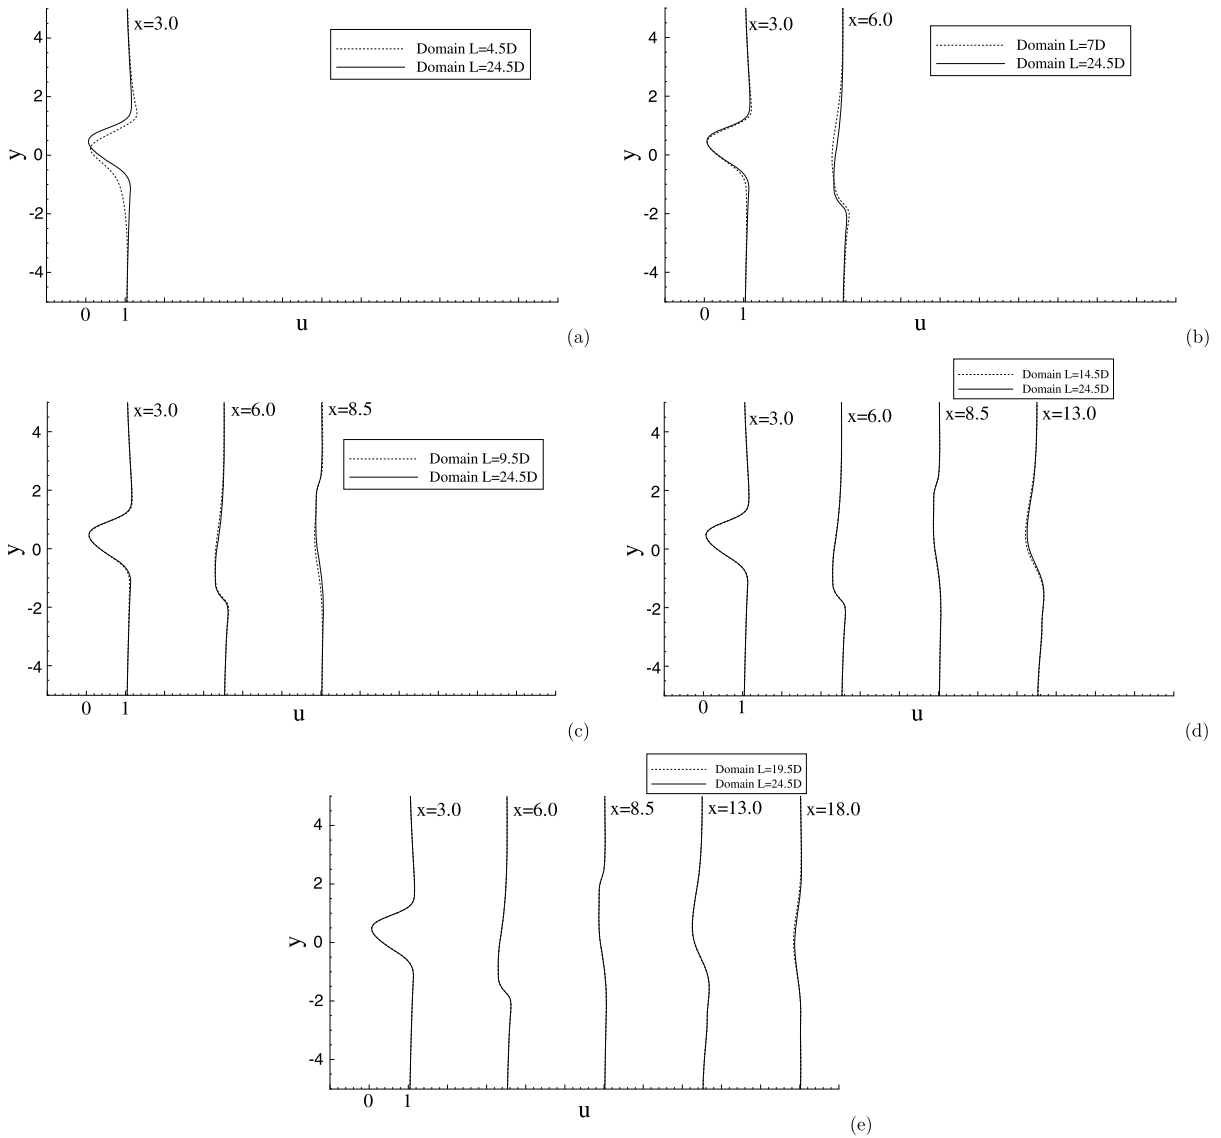 x=3.0
Domain L=4.5D
Domain L=24.5D
4
2
0
-2
-4
y
0 1
u
(a)
x=3.0 x=6.0
Domain L=7D
Domain L=24.5D
4
2
0
-2
-4
y
0 1
u
(b)
x=3.0 x=6.0 x=8.5
Domain L=9.5D
Domain L=24.5D
4
2
0
-2
-4
y
0 1
u
(c)
Domain L=14.5D
Domain L=24.5D
x=3.0 x=6.0 x=8.5 x=13.0
4
2
0
-2
-4
y
0 1
u
(d)
Domain L=19.5D
Domain L=24.5D
x=3.0 x=6.0 x=8.5 x=13.0 x=18.0
4
2
0
-2
-4
y
0 1
u
(e)